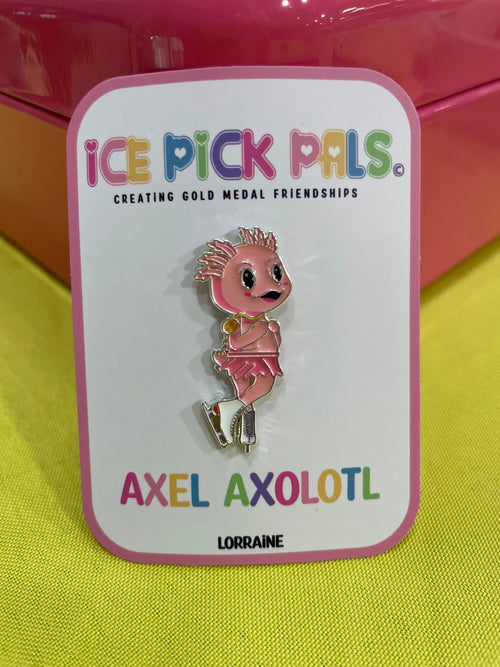 iCE PiCK PALS©
CREATING GOLD MEDAL FRIENDSHIPS
AXEL AXOLOTL
LORRAiNE